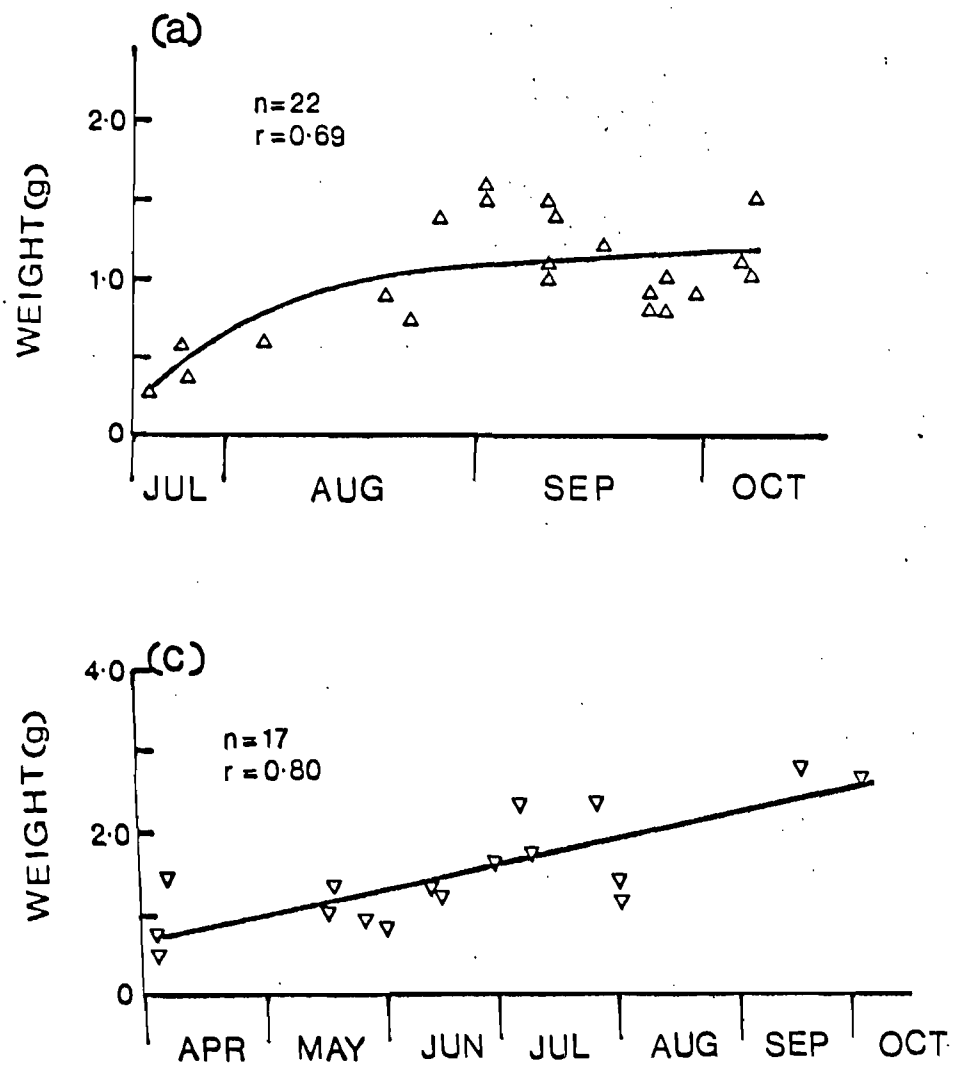 (a)
n=22
r=0·69
2·0
1·0
0
WEIGHT(g)
JUL AUG SEP OCT
(c)
n=17
r=0·80
4·0
2·0
0
WEIGHT(g)
APR MAY JUN JUL AUG SEP OCT